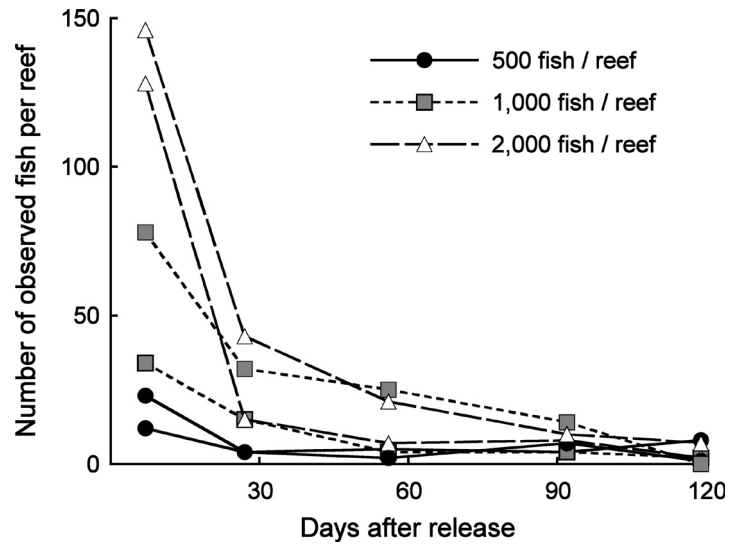 150
100
50
0
30
60
90
120
Number of observed fish per reef
Days after release
500 fish / reef
1,000 fish / reef
2,000 fish / reef